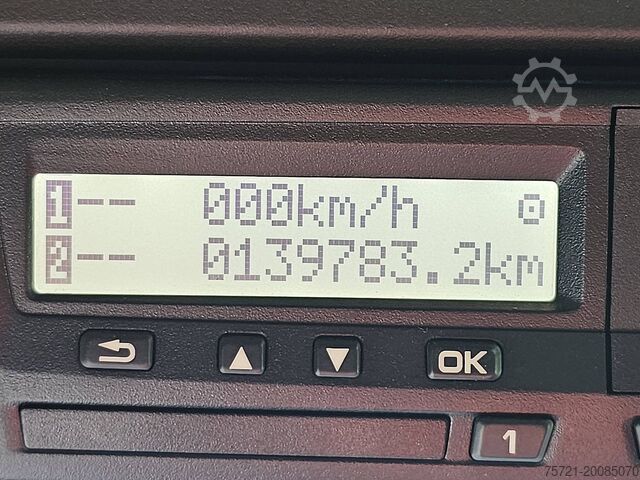 1-- 000km/h
2-- 0139783.2km
OK
1
75721-20085070